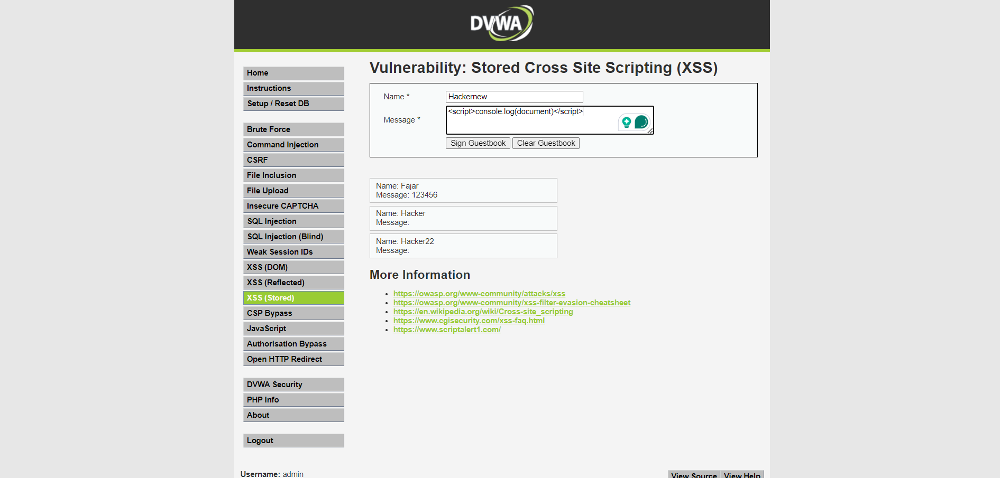 DVWA
Home
Instructions
Setup / Reset DB
Brute Force
Command Injection
CSRF
File Inclusion
File Upload
Insecure CAPTCHA
SQL Injection
SQL Injection (Blind)
Weak Session IDs
XSS (DOM)
XSS (Reflected)
XSS (Stored)
CSP Bypass
JavaScript
Authorisation Bypass
Open HTTP Redirect
DVWA Security
PHP Info
About
Logout
Vulnerability: Stored Cross Site Scripting (XSS)
Name * Hackernew
Message * <script>console.log(document)</script>
Sign Guestbook Clear Guestbook
Name: Fajar
Message: 123456
Name: Hacker
Message:
Name: Hacker22
Message:
More Information
https://owasp.org/www-community/attacks/xss
https://owasp.org/www-community/xss-filter-evasion-cheatsheet
https://en.wikipedia.org/wiki/Cross-site_scripting
https://www.cgisecurity.com/xss-faq.html
https://www.scriptalert1.com/
Username: admin
View Source View Help